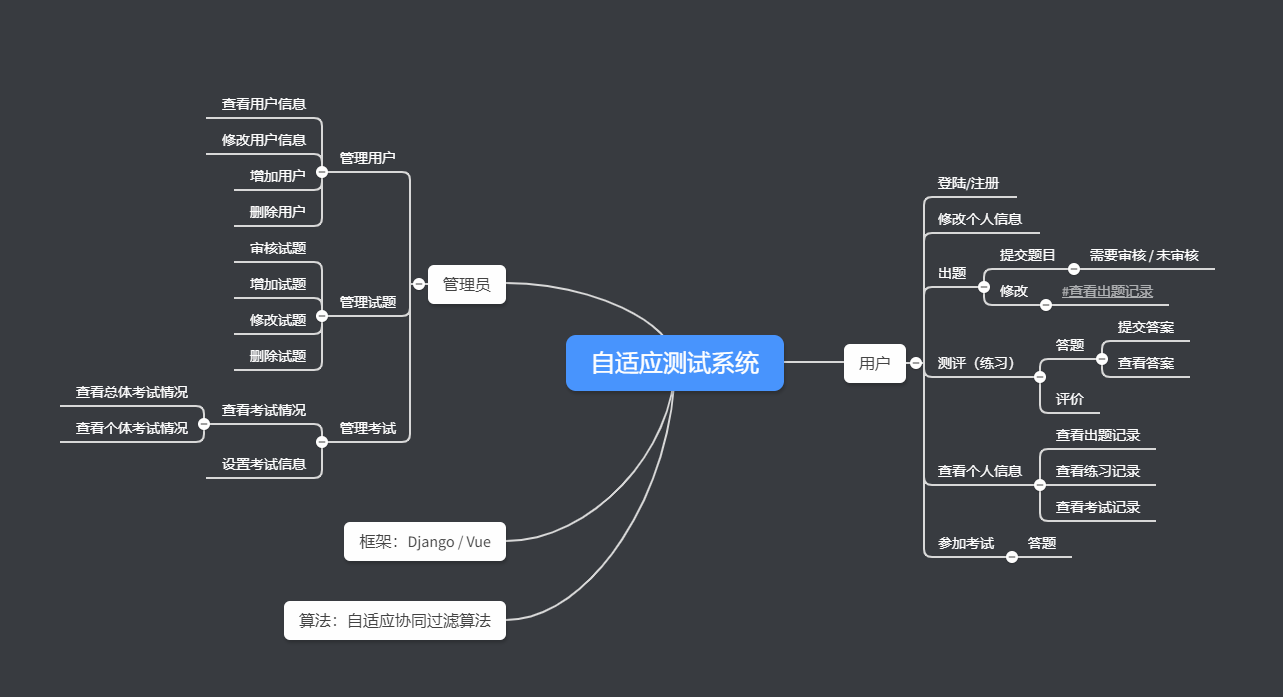 自适应测试系统
管理员
管理用户
查看用户信息
修改用户信息
增加用户
删除用户
管理试题
审核试题
增加试题
修改试题
删除试题
管理考试
查看考试情况
查看总体考试情况
查看个体考试情况
设置考试信息
框架：Django / Vue
算法：自适应协同过滤算法
用户
登陆/注册
修改个人信息
出题
提交题目
需要审核 / 未审核
修改
#查看出题记录
测评（练习）
答题
提交答案
查看答案
评价
查看个人信息
查看出题记录
查看练习记录
查看考试记录
参加考试
答题